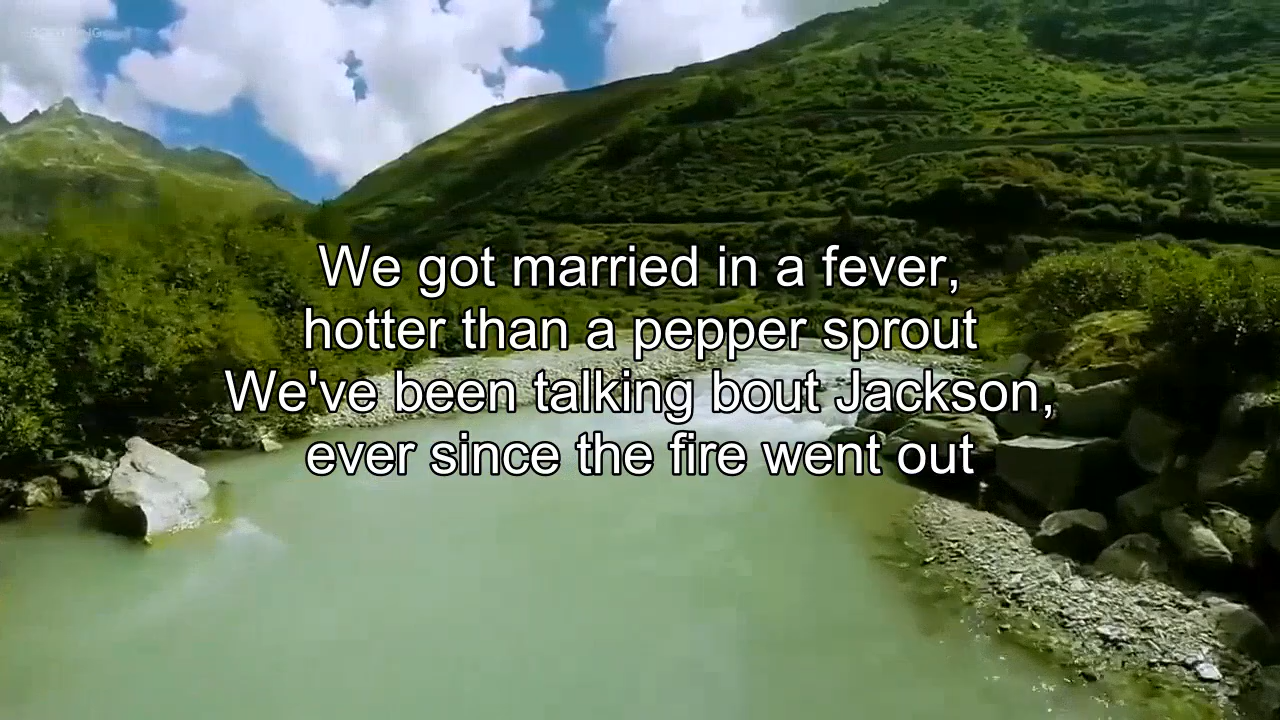 We got married in a fever,
hotter than a pepper sprout
We've been talking bout Jackson,
ever since the fire went out